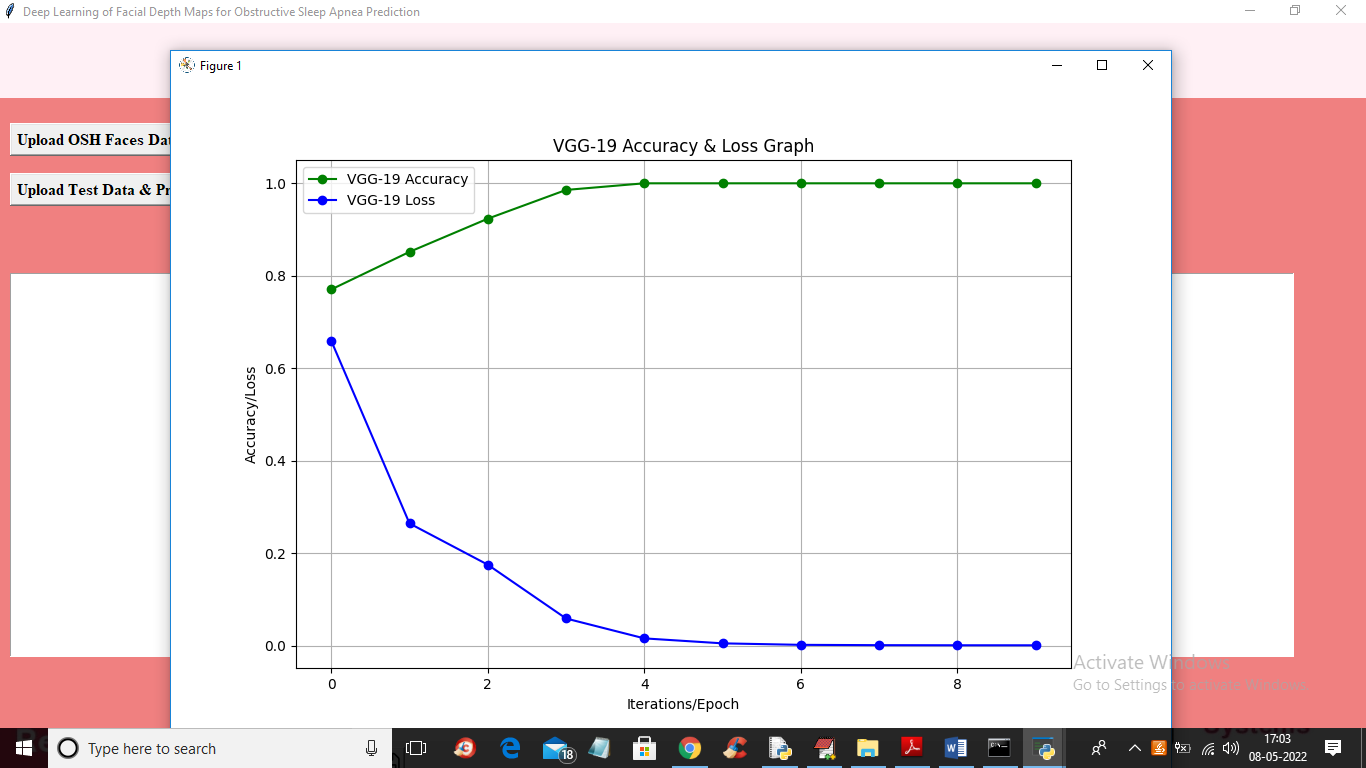 Deep Learning of Facial Depth Maps for Obstructive Sleep Apnea Prediction
Figure 1
Upload OSH Faces Dat
Upload Test Data & Pr
VGG-19 Accuracy & Loss Graph
VGG-19 Accuracy
VGG-19 Loss
1.0
0.8
0.6
0.4
0.2
0.0
Accuracy/Loss
0 2 4 6 8
Iterations/Epoch
Activate Windows
Go to Settings to activate Windows.
Type here to search
18
17:03
08-05-2022